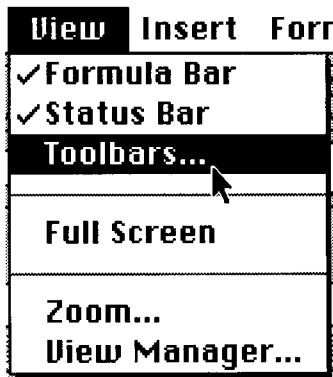 View Insert Forr
✓Formula Bar
✓Status Bar
Toolbars...
Full Screen
Zoom...
View Manager...